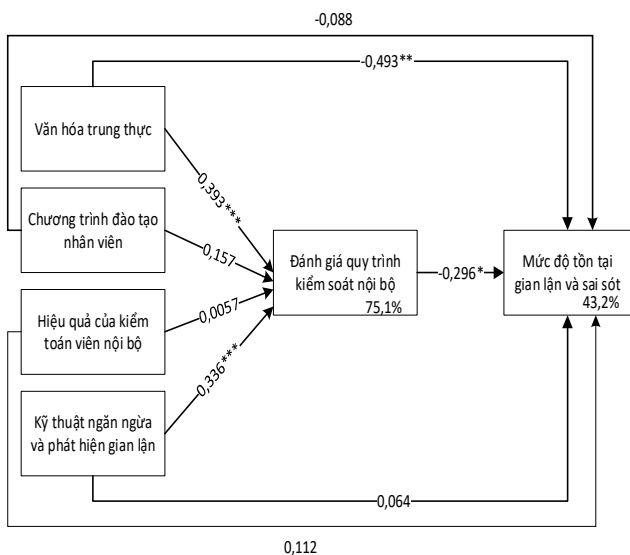 -0,088
-0,493**
Văn hóa trung thực
0,393***
Chương trình đào tạo
nhân viên
0,157
Đánh giá quy trình
kiểm soát nội bộ
75,1%
-0,296*
Mức độ tồn tại
gian lận và sai sót
43,2%
Hiệu quả của kiểm
toán viên nội bộ
0,0057
0,336***
Kỹ thuật ngăn ngừa
và phát hiện gian lận
0,064
0,112